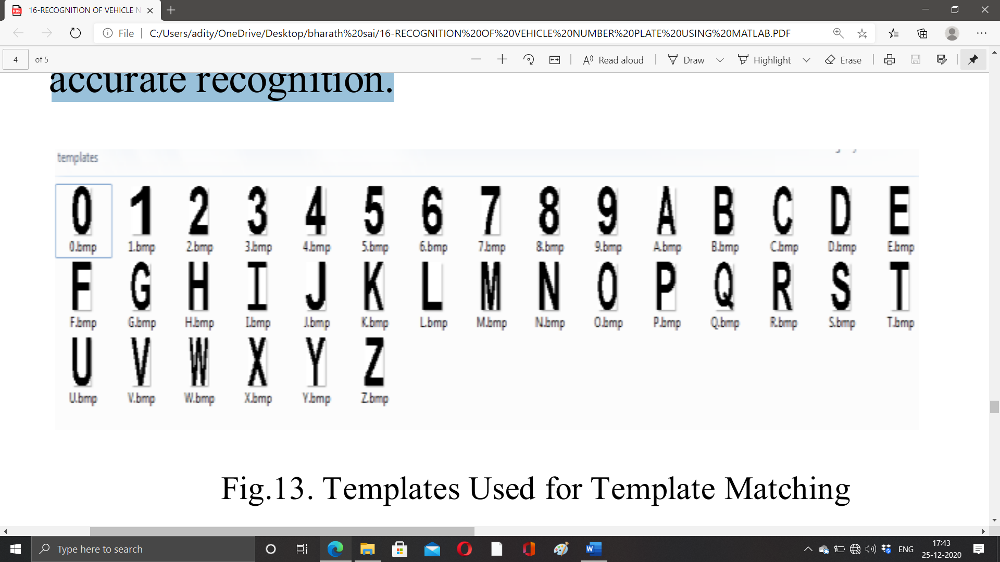 16-RECOGNITION OF VEHICLE N
File
C:/Users/adity/OneDrive/Desktop/bharath%20sai/16-RECOGNITION%20OF%20VEHICLE%20NUMBER%20PLATE%20USING%20MATLAB.PDF
4 of 5
Read aloud
Draw
Highlight
Erase
accurate recognition.
templates
0 1 2 3 4 5 6 7 8 9 A B C D E
0.bmp 1.bmp 2.bmp 3.bmp 4.bmp 5.bmp 6.bmp 7.bmp 8.bmp 9.bmp A.bmp B.bmp C.bmp D.bmp E.bmp
F G H I J K L M N O P Q R S T
F.bmp G.bmp H.bmp I.bmp J.bmp K.bmp L.bmp M.bmp N.bmp O.bmp P.bmp Q.bmp R.bmp S.bmp T.bmp
U V W X Y Z
U.bmp V.bmp W.bmp X.bmp Y.bmp Z.bmp
Fig.13. Templates Used for Template Matching
Type here to search
ENG
17:43
25-12-2020